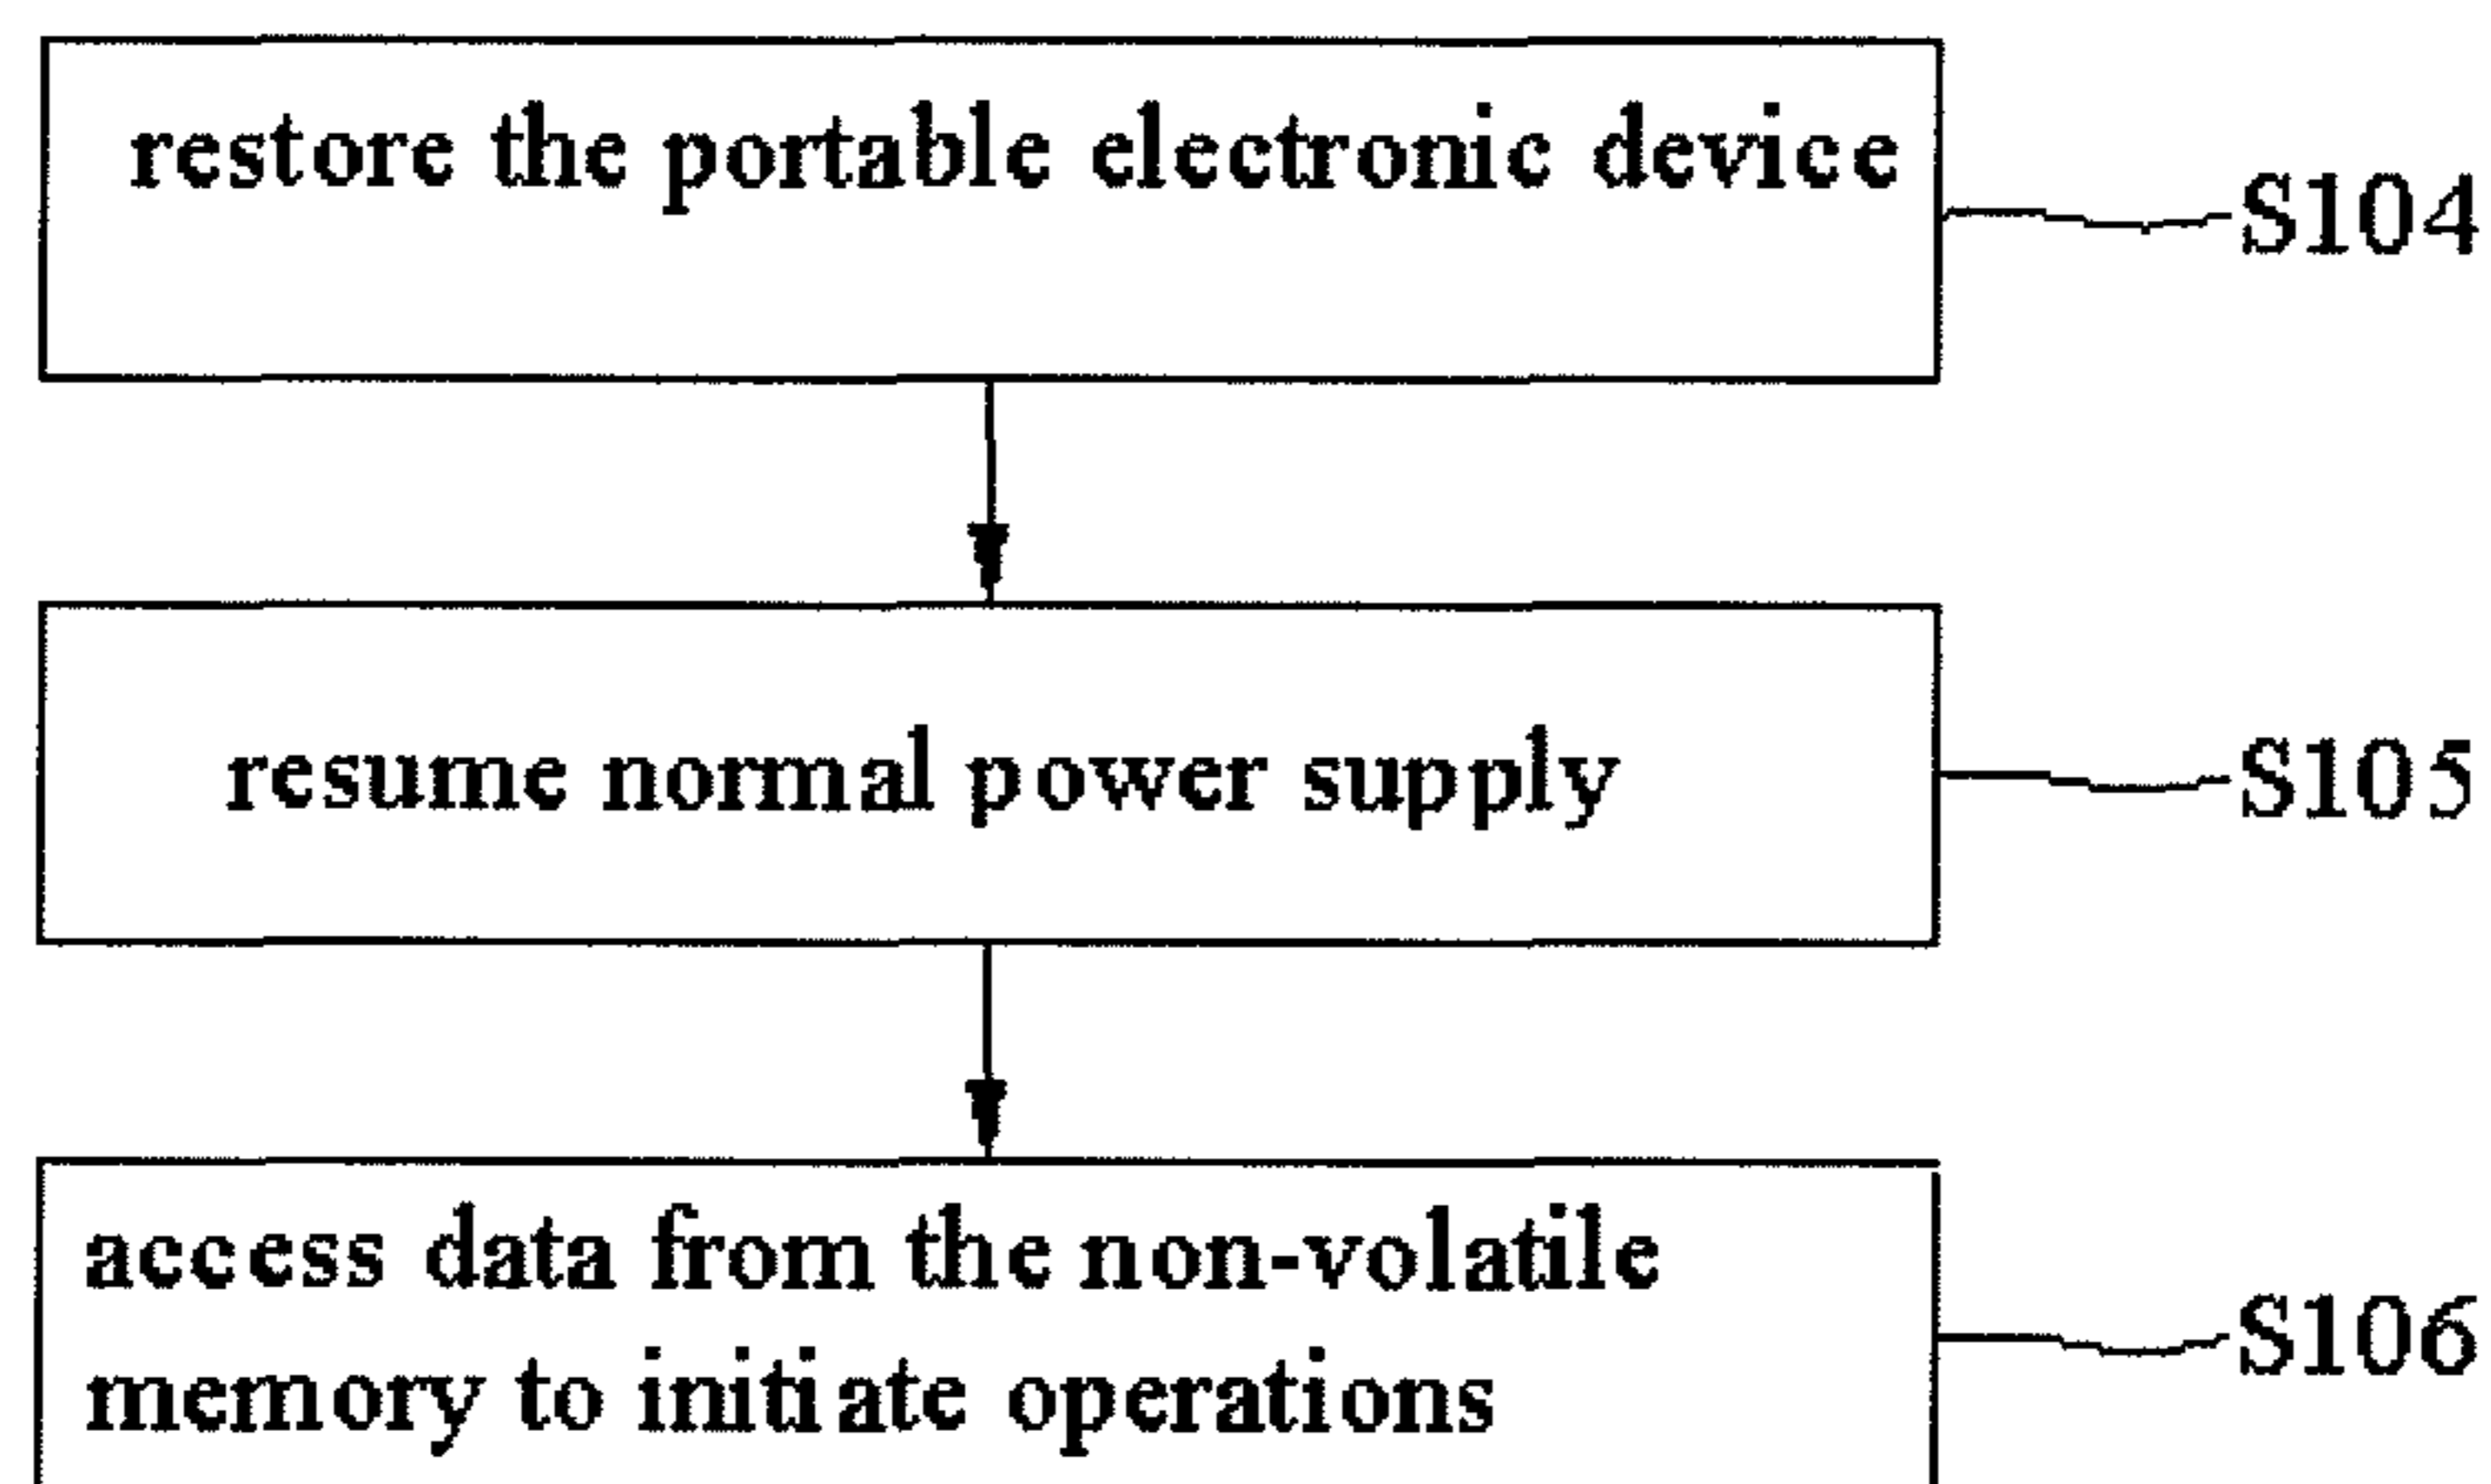 restore the portable electronic device
S104
resume normal power supply
S105
access data from the non-volatile
memory to initiate operations
S106